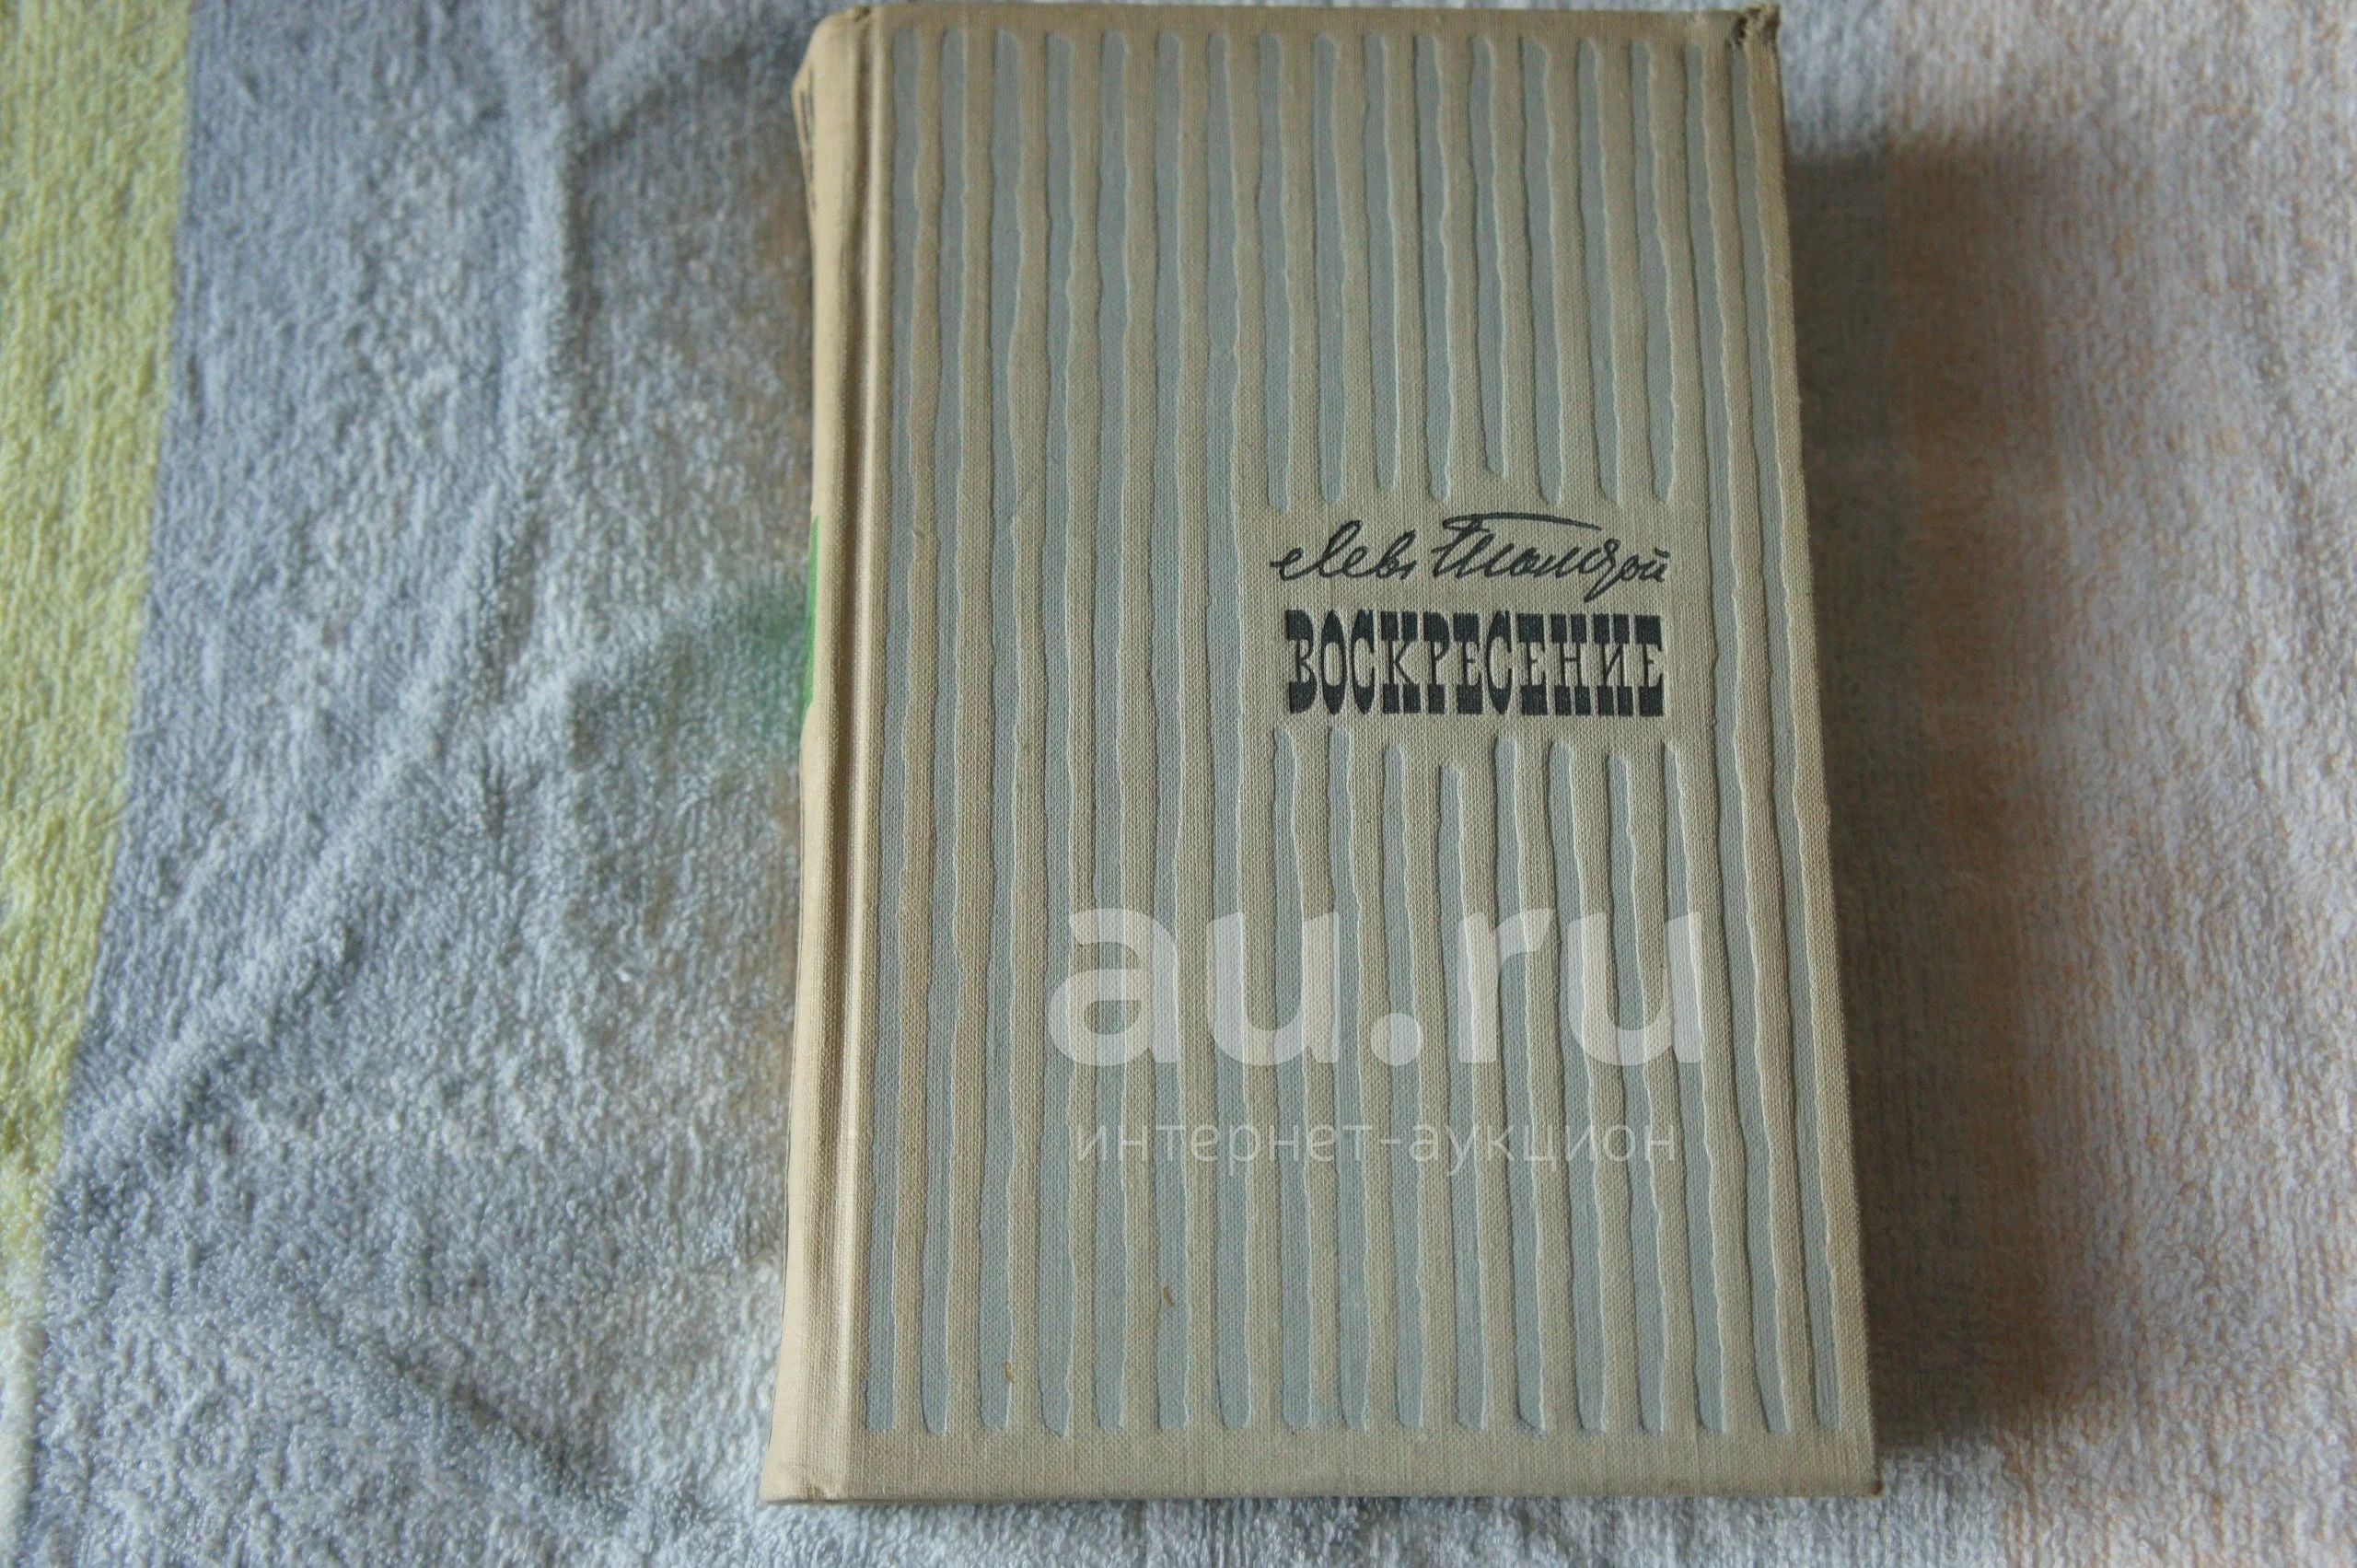 Лев Толстой
ВОСКРЕСЕНИЕ
au.ru
интернет-аукцион